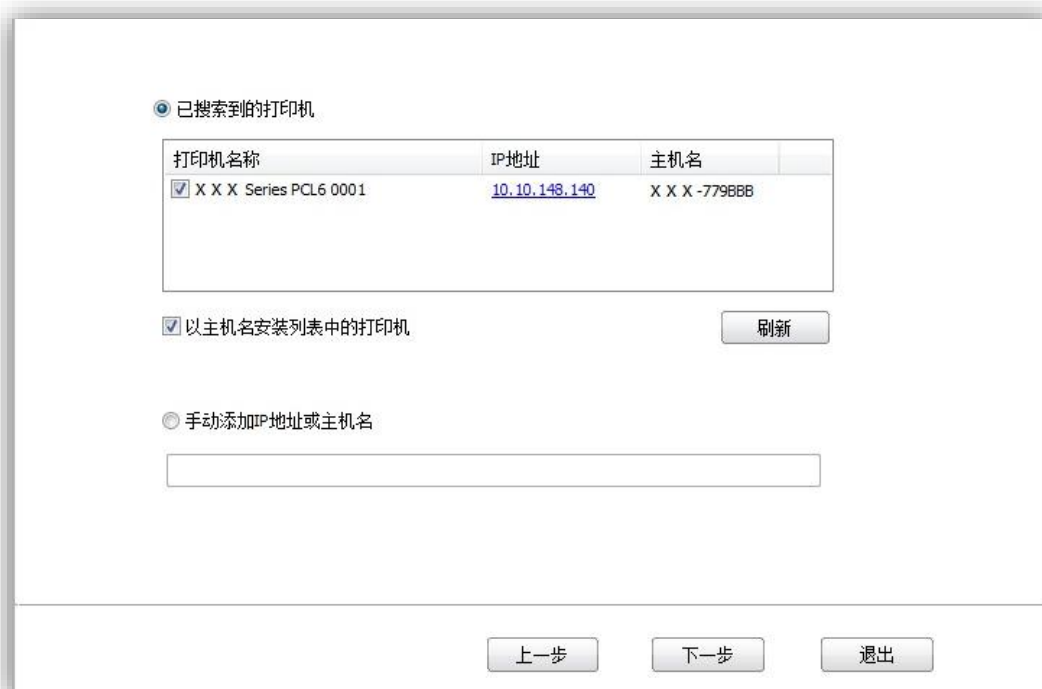 已搜索到的打印机
打印机名称 IP地址 主机名
X X X Series PCL6 0001 10.10.148.140 X X X -779BBB
以主机名安装列表中的打印机 刷新
手动添加IP地址或主机名
上一步 下一步 退出